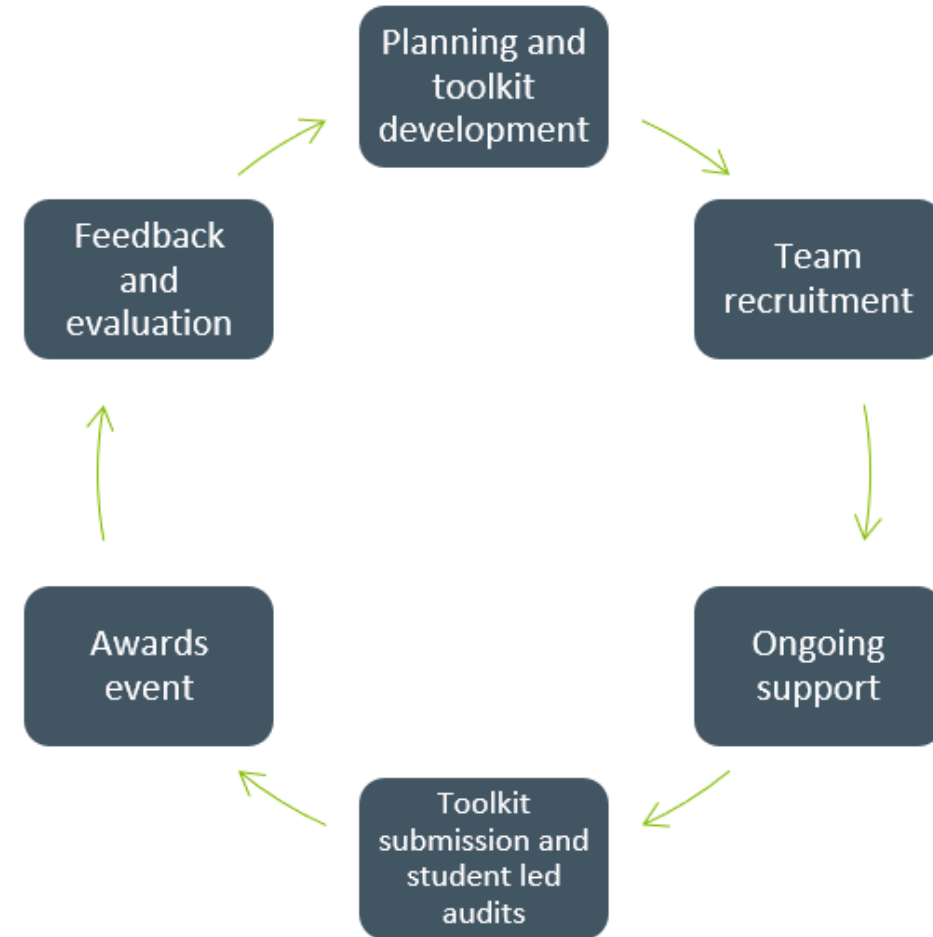 Planning and
toolkit
development
Team
recruitment
Ongoing
support
Toolkit
submission and
student led
audits
Awards
event
Feedback
and
evaluation